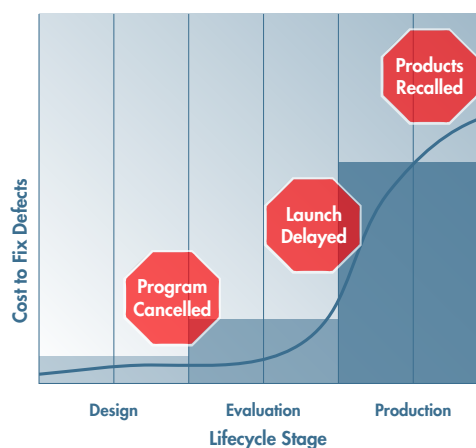 Products
Recalled
Launch
Delayed
Program
Cancelled
Cost to Fix Defects
Design
Evaluation
Production
Lifecycle Stage